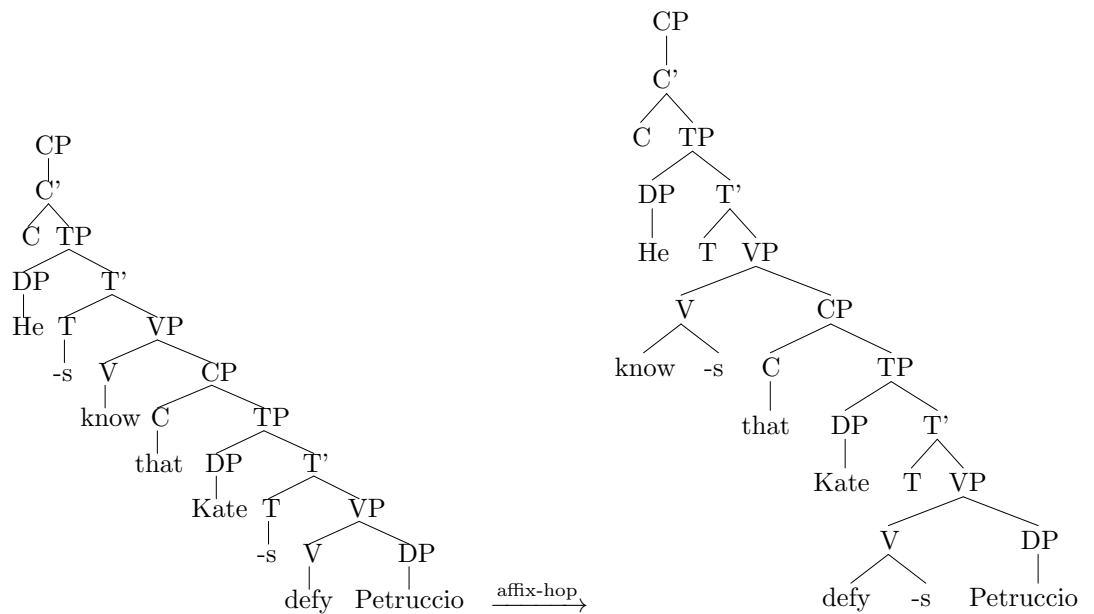 CP
C'
C TP
DP T'
He T VP
-s V CP
know C TP
that DP T'
Kate T VP
-s V DP
defy Petruccio
affix-hop
CP
C'
C TP
DP T'
He T VP
V CP
know -s C TP
that DP T'
Kate T VP
V DP
defy -s Petruccio